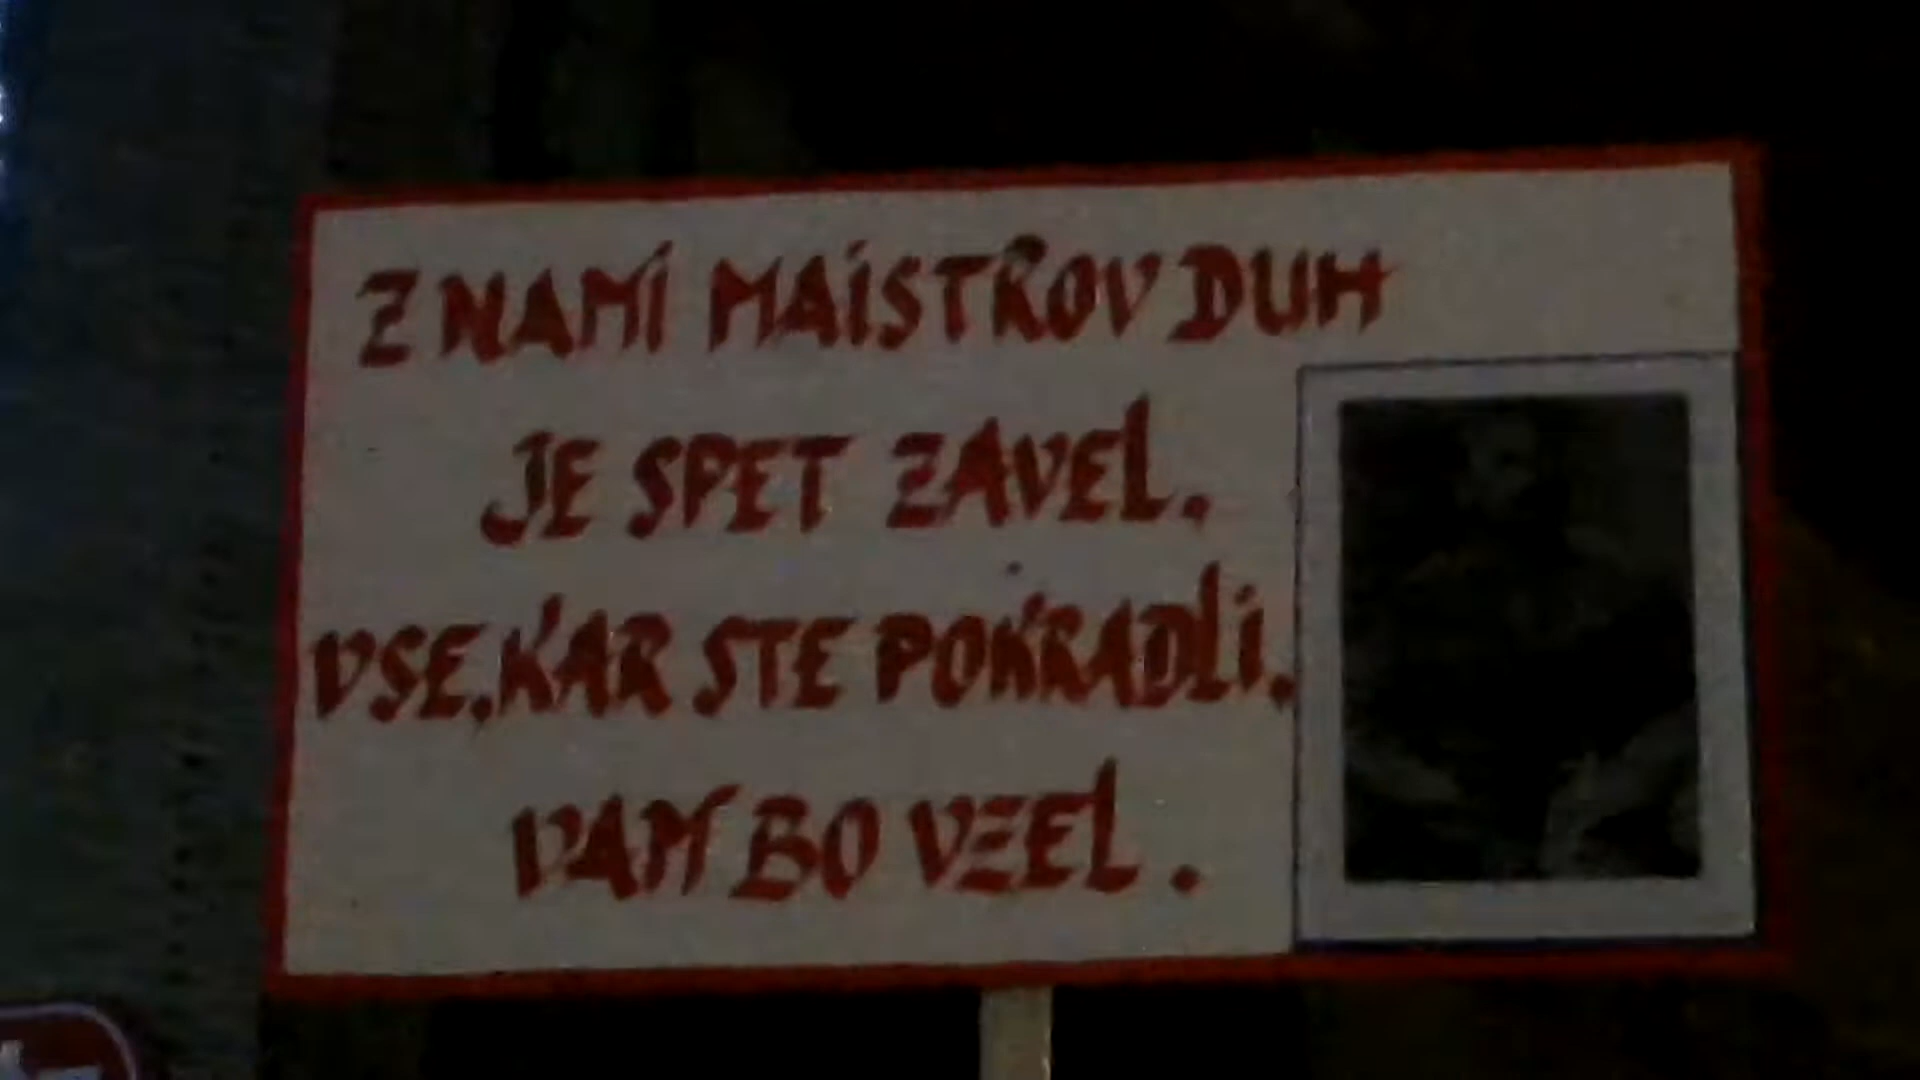 Z NAMI MAISTROV DUH
JE SPET ZAVEL.
VSE, KAR STE POKRADLI,
VAM BO VZEL.